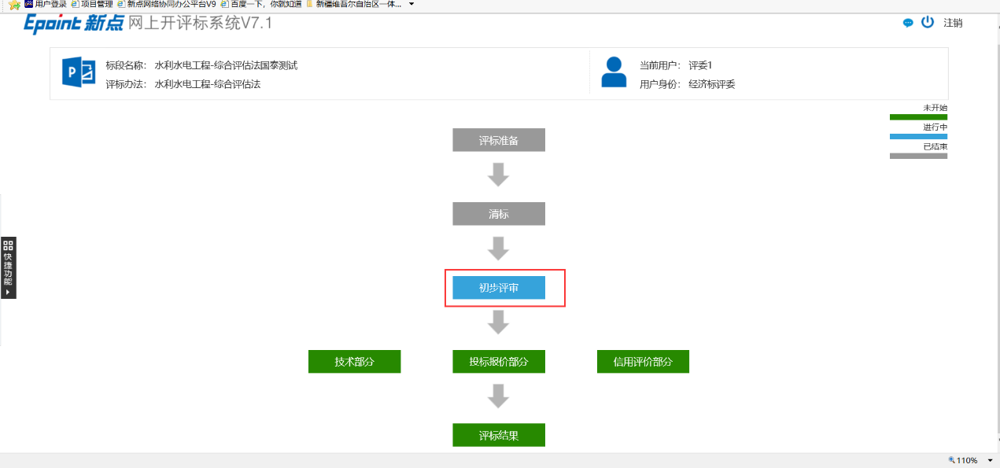 用户登录 项目管理 新点网络协同办公平台V9 百度一下，你就知道 新疆维吾尔自治区一体...
Epoint 新点 网上开评标系统V7.1
注销
标段名称： 水利水电工程-综合评估法国泰测试
当前用户： 评委1
评标办法： 水利水电工程-综合评估法
用户身份： 经济标评委
未开始
进行中
已结束
评标准备
清标
初步评审
快捷功能
技术部分 投标报价部分 信用评价部分
评标结果
110%